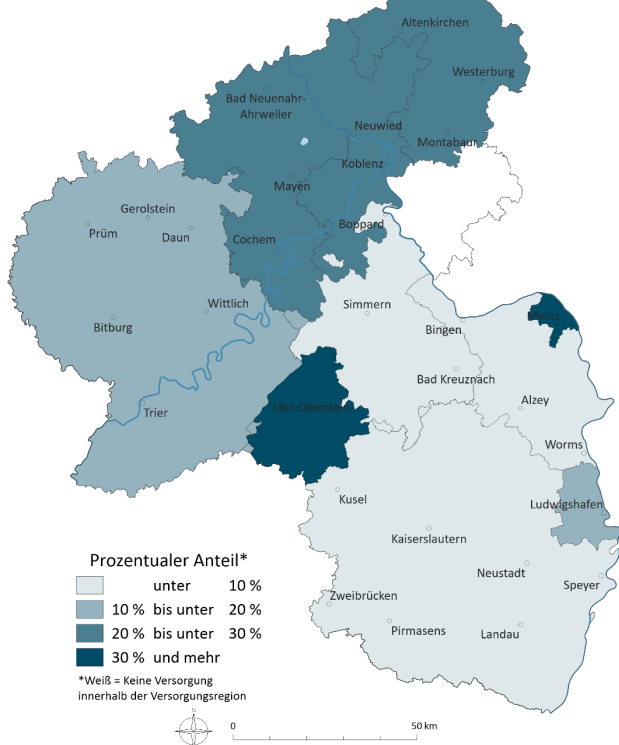 Altenkirchen
Westerburg
Bad Neuenahr-
Ahrweiler
Neuwied
Montabaur
Koblenz
Mayen
Gerolstein
Boppard
Prüm
Daun
Cochem
Wittlich
Simmern
Mainz
Bitburg
Bingen
Bad Kreuznach
Alzey
Trier
Idar-Oberstein
Worms
Kusel
Ludwigshafen
Kaiserslautern
Neustadt
Speyer
Zweibrücken
Pirmasens
Landau
Prozentualer Anteil*
unter 10 %
10 % bis unter 20 %
20 % bis unter 30 %
30 % und mehr
*Weiß = Keine Versorgung
innerhalb der Versorgungsregion
N
0 50 km